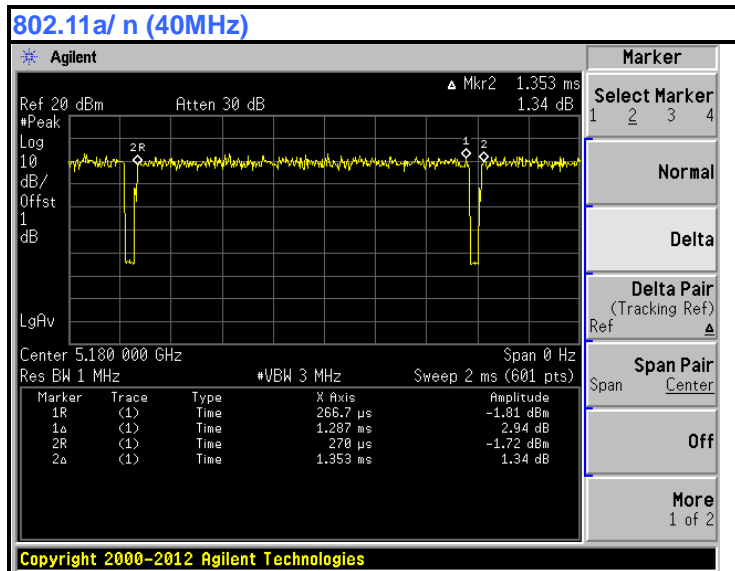 802.11a/ n (40MHz)
Agilent
Marker
Δ Mkr2 1.353 ms
Ref 20 dBm Atten 30 dB 1.34 dB
#Peak
Log
10
dB/
Offst
1
dB
2R
1
2
LgAv
Center 5.180 000 GHz Span 0 Hz
Res BW 1 MHz #VBW 3 MHz Sweep 2 ms (601 pts)
Marker Trace Type X Axis Amplitude
1R (1) Time 266.7 µs -1.81 dBm
1Δ (1) Time 1.287 ms 2.94 dB
2R (1) Time 270 µs -1.72 dBm
2Δ (1) Time 1.353 ms 1.34 dB
Select Marker
1 2 3 4
Normal
Delta
Delta Pair
(Tracking Ref)
Ref Δ
Span Pair
Span Center
Off
More
1 of 2
Copyright 2000-2012 Agilent Technologies